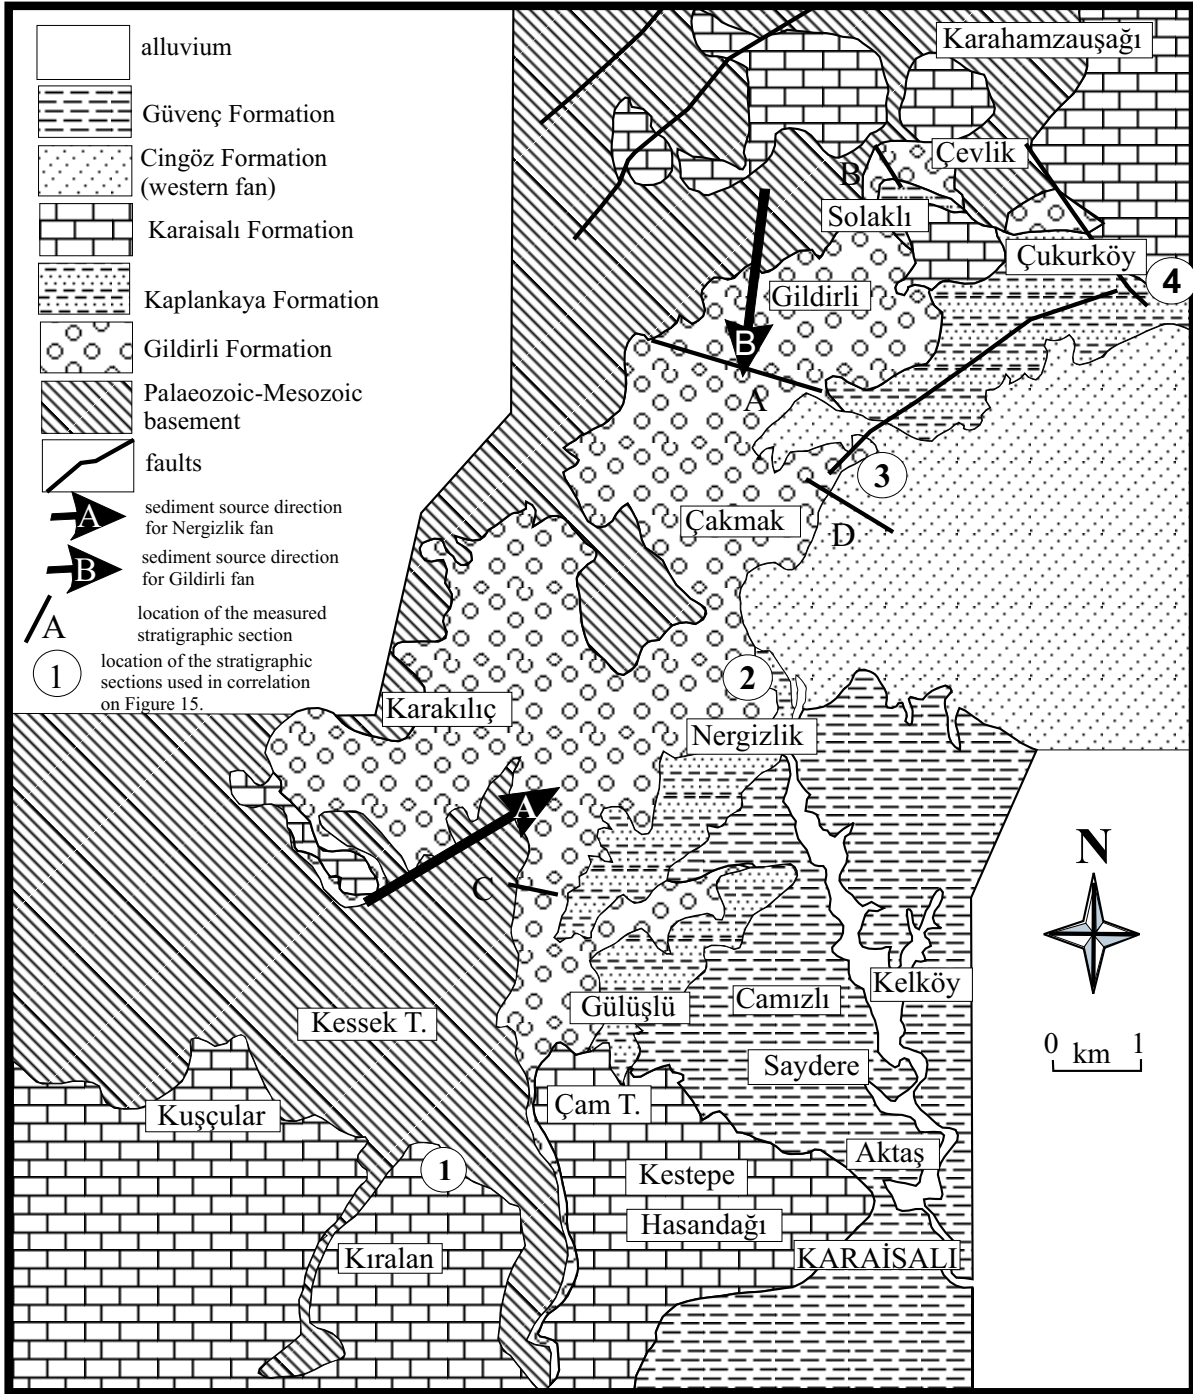 alluvium
Güvenç Formation
Cingöz Formation
(western fan)
Karaisalı Formation
Kaplankaya Formation
Gildirli Formation
Palaeozoic-Mesozoic
basement
faults
A
sediment source direction
for Nergizlik fan
B
sediment source direction
for Gildirli fan
A
location of the measured
stratigraphic section
1
location of the stratigraphic
sections used in correlation
on Figure 15.
Karahamzauşağı
Çevlik
B
Solaklı
Çukurköy
4
Gildirli
B
A
3
Çakmak
D
2
Karakılıç
Nergizlik
A
C
N
Kelköy
Camızlı
Gülüşlü
Kessek T.
0 km 1
Saydere
Çam T.
Kuşçular
Aktaş
1
Kestepe
Hasandağı
Kıralan
KARAİSALI